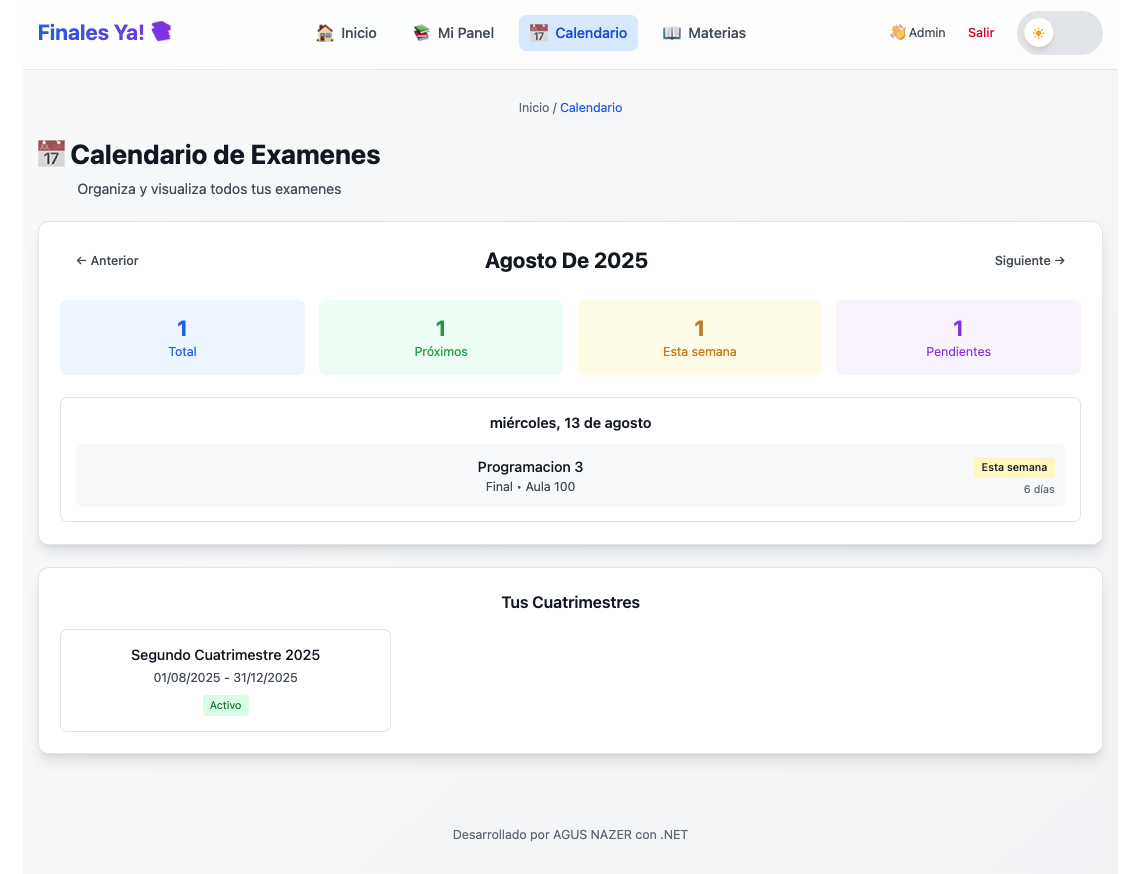 Finales Ya!
Inicio
Mi Panel
Calendario
Materias
Admin
Salir
Inicio / Calendario
Calendario de Examenes
Organiza y visualiza todos tus examenes
← Anterior
Agosto De 2025
Siguiente →
1
Total
1
Próximos
1
Esta semana
1
Pendientes
miércoles, 13 de agosto
Programacion 3
Final • Aula 100
Esta semana
6 días
Tus Cuatrimestres
Segundo Cuatrimestre 2025
01/08/2025 - 31/12/2025
Activo
Desarrollado por AGUS NAZER con .NET